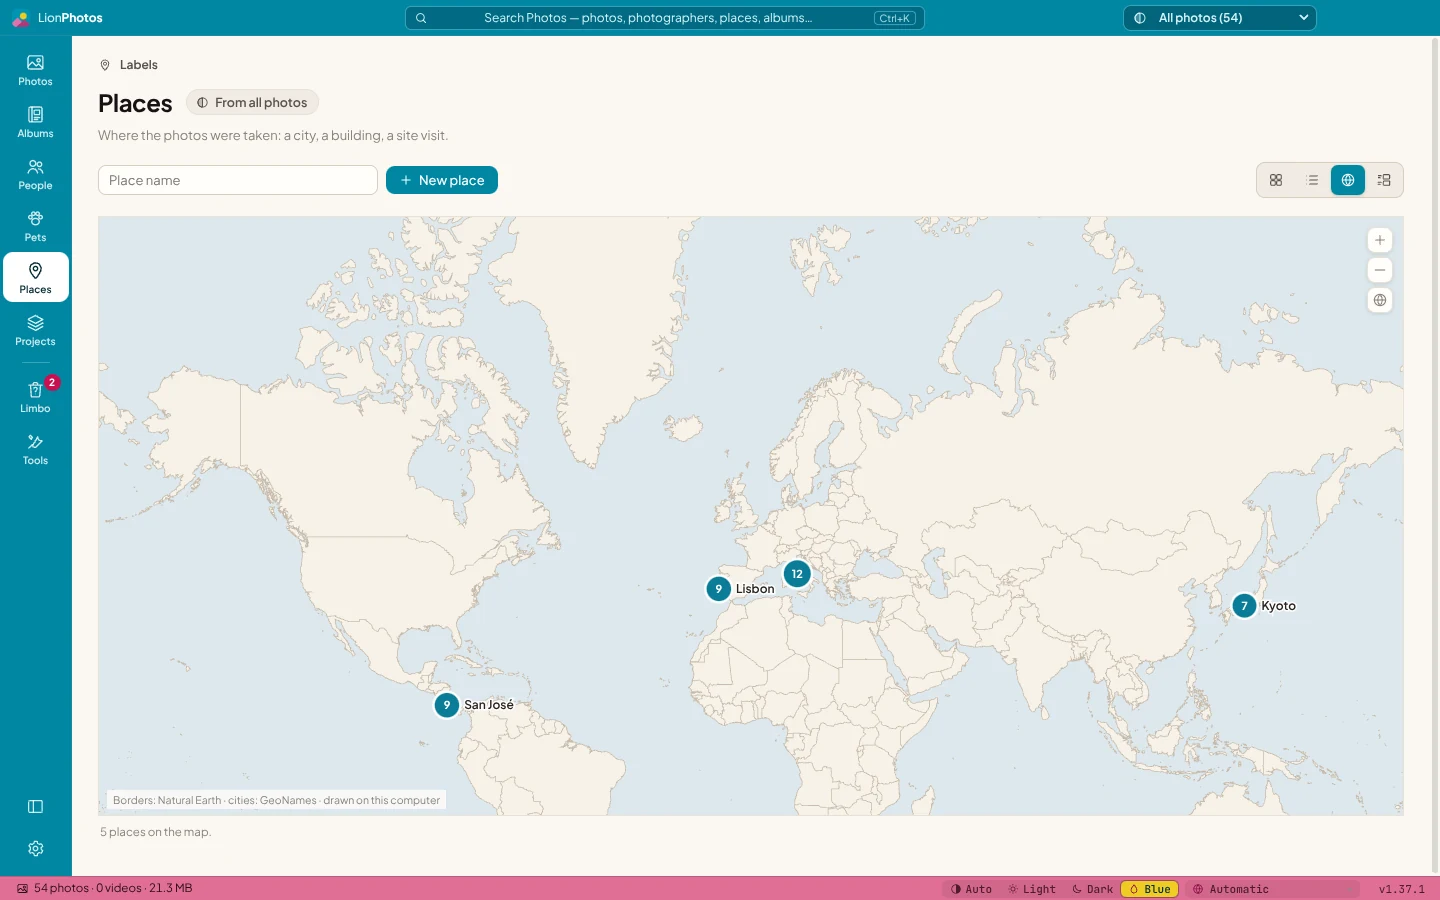 LionPhotos
Search Photos — photos, photographers, places, albums…
Ctrl+K
All photos (54)
Photos
Albums
People
Pets
Places
Projects
2
Limbo
Tools
Labels
Places
From all photos
Where the photos were taken: a city, a building, a site visit.
Place name
New place
12
9 Lisbon
7 Kyoto
9 San José
Borders: Natural Earth · cities: GeoNames · drawn on this computer
5 places on the map.
54 photos · 0 videos · 21.3 MB
Auto
Light
Dark
Blue
Automatic
v1.37.1